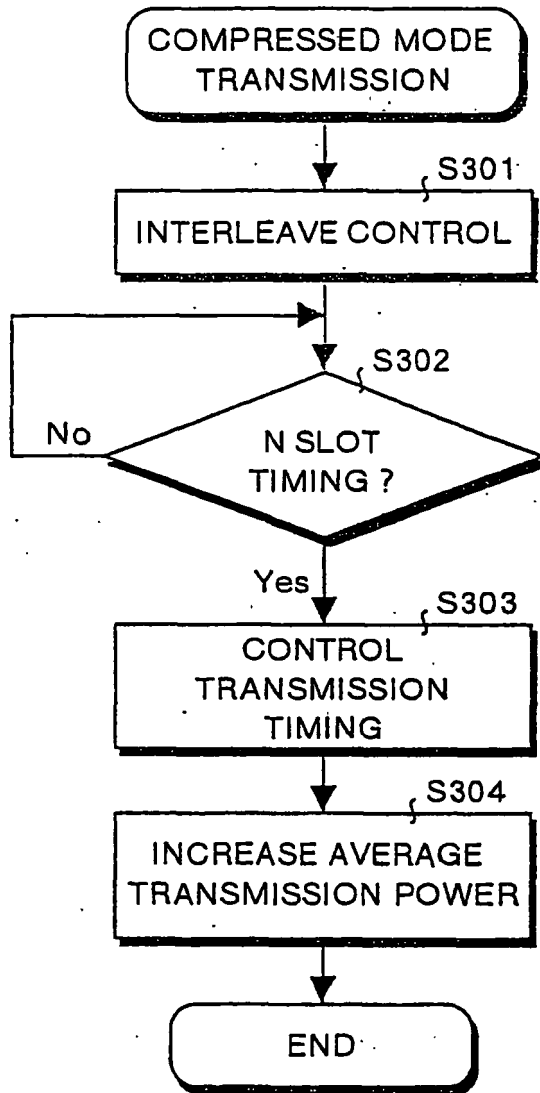 COMPRESSED MODE
TRANSMISSION
S301
INTERLEAVE CONTROL
S302
No
N SLOT
TIMING ?
Yes
S303
CONTROL
TRANSMISSION
TIMING
S304
INCREASE AVERAGE
TRANSMISSION POWER
END